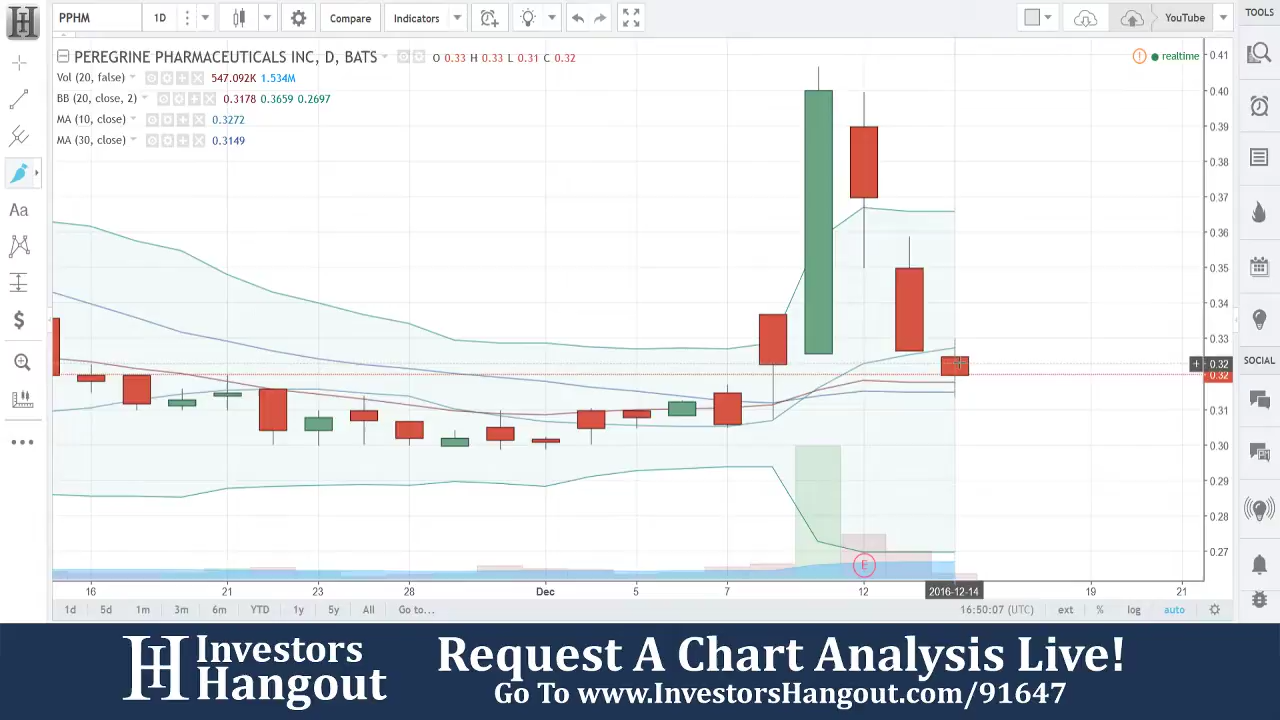 PPHM 1D Compare Indicators YouTube TOOLS
PEREGRINE PHARMACEUTICALS INC, D, BATS O 0.33 H 0.33 L 0.31 C 0.32 realtime
Vol (20, false) 547.092K 1.534M
BB (20, close, 2) 0.3178 0.3659 0.2697
MA (10, close) 0.3272
MA (30, close) 0.3149
0.41
0.40
0.39
0.38
0.37
0.36
0.35
0.34
0.33
0.32
0.32
0.31
0.30
0.29
0.28
0.27
Aa
$
SOCIAL
E
16 21 23 28 Dec 5 7 12 2016-12-14 19 21
1d 5d 1m 3m 6m YTD 1y 5y All Go to... 16:50:07 (UTC) ext % log auto
H
Investors
Hangout
Request A Chart Analysis Live!
Go To www.InvestorsHangout.com/91647